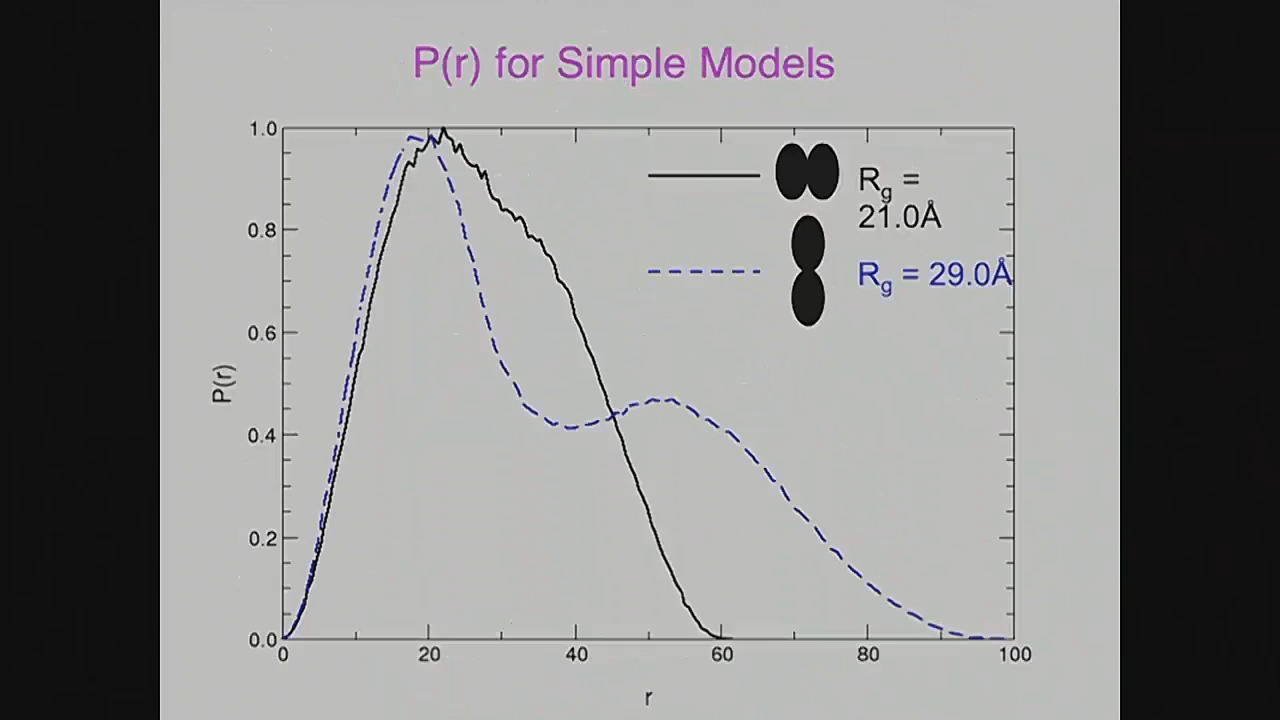 P(r) for Simple Models
1.0
0.8
0.6
0.4
0.2
0.0
P(r)
Rg =
21.0Å
Rg = 29.0Å
0 20 40 60 80 100
r